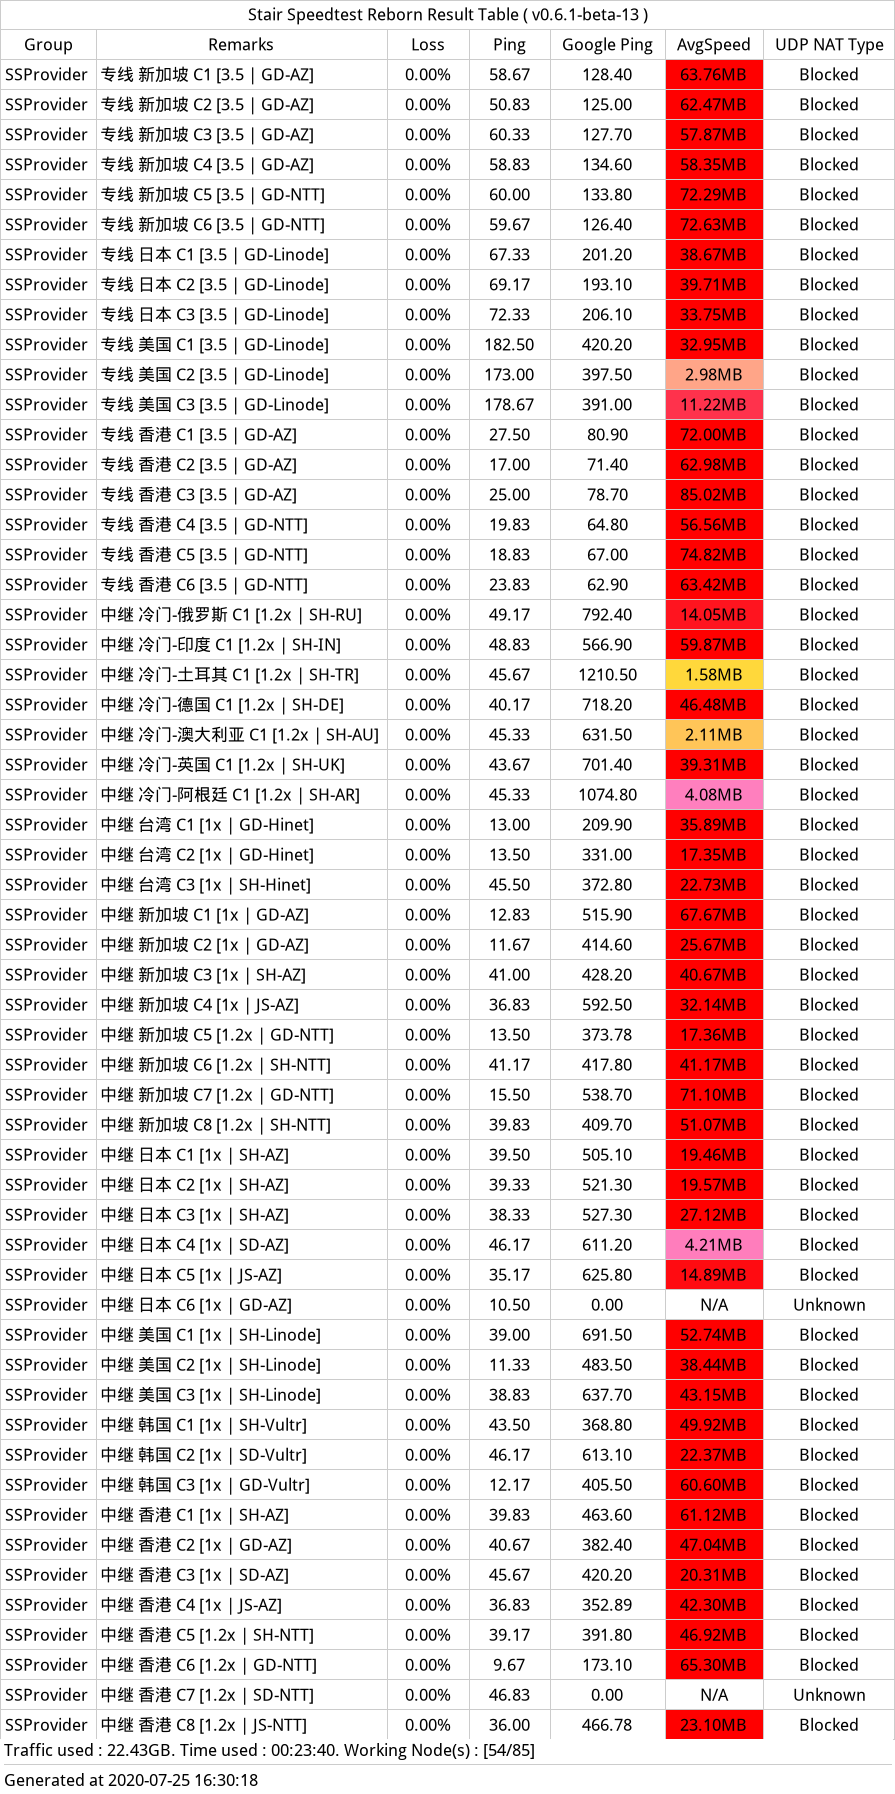 Stair Speedtest Reborn Result Table ( v0.6.1-beta-13 )
Group Remarks Loss Ping Google Ping AvgSpeed UDP NAT Type
SSProvider 专线 新加坡 C1 [3.5 | GD-AZ] 0.00% 58.67 128.40 63.76MB Blocked
SSProvider 专线 新加坡 C2 [3.5 | GD-AZ] 0.00% 50.83 125.00 62.47MB Blocked
SSProvider 专线 新加坡 C3 [3.5 | GD-AZ] 0.00% 60.33 127.70 57.87MB Blocked
SSProvider 专线 新加坡 C4 [3.5 | GD-AZ] 0.00% 58.83 134.60 58.35MB Blocked
SSProvider 专线 新加坡 C5 [3.5 | GD-NTT] 0.00% 60.00 133.80 72.29MB Blocked
SSProvider 专线 新加坡 C6 [3.5 | GD-NTT] 0.00% 59.67 126.40 72.63MB Blocked
SSProvider 专线 日本 C1 [3.5 | GD-Linode] 0.00% 67.33 201.20 38.67MB Blocked
SSProvider 专线 日本 C2 [3.5 | GD-Linode] 0.00% 69.17 193.10 39.71MB Blocked
SSProvider 专线 日本 C3 [3.5 | GD-Linode] 0.00% 72.33 206.10 33.75MB Blocked
SSProvider 专线 美国 C1 [3.5 | GD-Linode] 0.00% 182.50 420.20 32.95MB Blocked
SSProvider 专线 美国 C2 [3.5 | GD-Linode] 0.00% 173.00 397.50 2.98MB Blocked
SSProvider 专线 美国 C3 [3.5 | GD-Linode] 0.00% 178.67 391.00 11.22MB Blocked
SSProvider 专线 香港 C1 [3.5 | GD-AZ] 0.00% 27.50 80.90 72.00MB Blocked
SSProvider 专线 香港 C2 [3.5 | GD-AZ] 0.00% 17.00 71.40 62.98MB Blocked
SSProvider 专线 香港 C3 [3.5 | GD-AZ] 0.00% 25.00 78.70 85.02MB Blocked
SSProvider 专线 香港 C4 [3.5 | GD-NTT] 0.00% 19.83 64.80 56.56MB Blocked
SSProvider 专线 香港 C5 [3.5 | GD-NTT] 0.00% 18.83 67.00 74.82MB Blocked
SSProvider 专线 香港 C6 [3.5 | GD-NTT] 0.00% 23.83 62.90 63.42MB Blocked
SSProvider 中继 冷门-俄罗斯 C1 [1.2x | SH-RU] 0.00% 49.17 792.40 14.05MB Blocked
SSProvider 中继 冷门-印度 C1 [1.2x | SH-IN] 0.00% 48.83 566.90 59.87MB Blocked
SSProvider 中继 冷门-土耳其 C1 [1.2x | SH-TR] 0.00% 45.67 1210.50 1.58MB Blocked
SSProvider 中继 冷门-德国 C1 [1.2x | SH-DE] 0.00% 40.17 718.20 46.48MB Blocked
SSProvider 中继 冷门-澳大利亚 C1 [1.2x | SH-AU] 0.00% 45.33 631.50 2.11MB Blocked
SSProvider 中继 冷门-英国 C1 [1.2x | SH-UK] 0.00% 43.67 701.40 39.31MB Blocked
SSProvider 中继 冷门-阿根廷 C1 [1.2x | SH-AR] 0.00% 45.33 1074.80 4.08MB Blocked
SSProvider 中继 台湾 C1 [1x | GD-Hinet] 0.00% 13.00 209.90 35.89MB Blocked
SSProvider 中继 台湾 C2 [1x | GD-Hinet] 0.00% 13.50 331.00 17.35MB Blocked
SSProvider 中继 台湾 C3 [1x | SH-Hinet] 0.00% 45.50 372.80 22.73MB Blocked
SSProvider 中继 新加坡 C1 [1x | GD-AZ] 0.00% 12.83 515.90 67.67MB Blocked
SSProvider 中继 新加坡 C2 [1x | GD-AZ] 0.00% 11.67 414.60 25.67MB Blocked
SSProvider 中继 新加坡 C3 [1x | SH-AZ] 0.00% 41.00 428.20 40.67MB Blocked
SSProvider 中继 新加坡 C4 [1x | JS-AZ] 0.00% 36.83 592.50 32.14MB Blocked
SSProvider 中继 新加坡 C5 [1.2x | GD-NTT] 0.00% 13.50 373.78 17.36MB Blocked
SSProvider 中继 新加坡 C6 [1.2x | SH-NTT] 0.00% 41.17 417.80 41.17MB Blocked
SSProvider 中继 新加坡 C7 [1.2x | GD-NTT] 0.00% 15.50 538.70 71.10MB Blocked
SSProvider 中继 新加坡 C8 [1.2x | SH-NTT] 0.00% 39.83 409.70 51.07MB Blocked
SSProvider 中继 日本 C1 [1x | SH-AZ] 0.00% 39.50 505.10 19.46MB Blocked
SSProvider 中继 日本 C2 [1x | SH-AZ] 0.00% 39.33 521.30 19.57MB Blocked
SSProvider 中继 日本 C3 [1x | SH-AZ] 0.00% 38.33 527.30 27.12MB Blocked
SSProvider 中继 日本 C4 [1x | SD-AZ] 0.00% 46.17 611.20 4.21MB Blocked
SSProvider 中继 日本 C5 [1x | JS-AZ] 0.00% 35.17 625.80 14.89MB Blocked
SSProvider 中继 日本 C6 [1x | GD-AZ] 0.00% 10.50 0.00 N/A Unknown
SSProvider 中继 美国 C1 [1x | SH-Linode] 0.00% 39.00 691.50 52.74MB Blocked
SSProvider 中继 美国 C2 [1x | SH-Linode] 0.00% 11.33 483.50 38.44MB Blocked
SSProvider 中继 美国 C3 [1x | SH-Linode] 0.00% 38.83 637.70 43.15MB Blocked
SSProvider 中继 韩国 C1 [1x | SH-Vultr] 0.00% 43.50 368.80 49.92MB Blocked
SSProvider 中继 韩国 C2 [1x | SD-Vultr] 0.00% 46.17 613.10 22.37MB Blocked
SSProvider 中继 韩国 C3 [1x | GD-Vultr] 0.00% 12.17 405.50 60.60MB Blocked
SSProvider 中继 香港 C1 [1x | SH-AZ] 0.00% 39.83 463.60 61.12MB Blocked
SSProvider 中继 香港 C2 [1x | GD-AZ] 0.00% 40.67 382.40 47.04MB Blocked
SSProvider 中继 香港 C3 [1x | SD-AZ] 0.00% 45.67 420.20 20.31MB Blocked
SSProvider 中继 香港 C4 [1x | JS-AZ] 0.00% 36.83 352.89 42.30MB Blocked
SSProvider 中继 香港 C5 [1.2x | SH-NTT] 0.00% 39.17 391.80 46.92MB Blocked
SSProvider 中继 香港 C6 [1.2x | GD-NTT] 0.00% 9.67 173.10 65.30MB Blocked
SSProvider 中继 香港 C7 [1.2x | SD-NTT] 0.00% 46.83 0.00 N/A Unknown
SSProvider 中继 香港 C8 [1.2x | JS-NTT] 0.00% 36.00 466.78 23.10MB Blocked
Traffic used : 22.43GB. Time used : 00:23:40. Working Node(s) : [54/85]
Generated at 2020-07-25 16:30:18